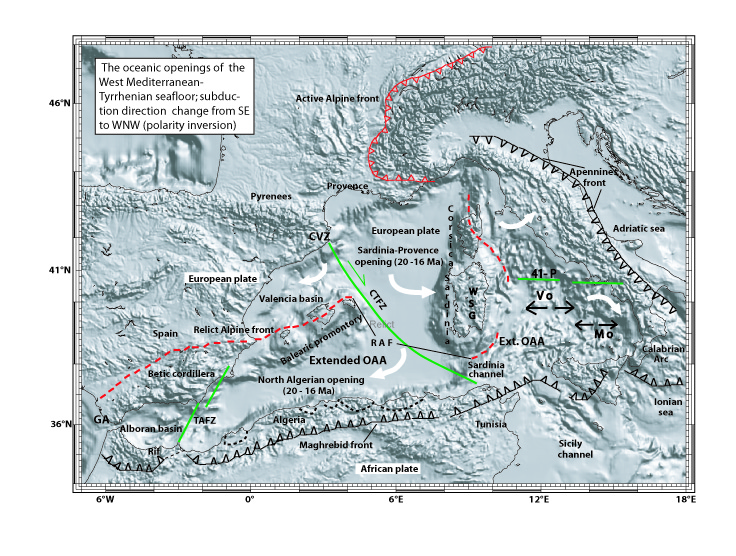 The oceanic openings of the
West Mediterranean-
Tyrrhenian seafloor; subduc-
tion direction change from SE
to WNW (polarity inversion)
46°N
Active Alpine front
Apennines
front
Provence
Pyrenees
Corsica
Sardinia
European plate
Adriatic sea
CVZ
Sardinia-Provence
opening (20 -16 Ma)
41°N
41- P
European plate
Valencia basin
CTFZ
WSG
Vo
Relict
Mo
Spain
Relict Alpine front
Balearic promontory
R A F
Ext. OAA
Calabrian
Arc
Extended OAA
Betic cordillera
North Algerian opening
(20 - 16 Ma)
Sardinia
channel
Ionian
sea
36°N
GA
TAFZ
Alboran basin
Algeria
Tunisia
Rif
Maghrebid front
Sicily
channel
African plate
6°W
0°
6°E
12°E
18°E